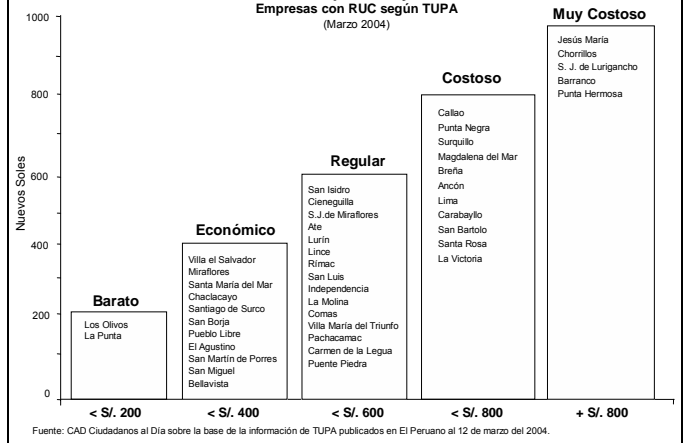 Empresas con RUC según TUPA
(Marzo 2004)
Nuevos Soles
1000
800
600
400
200
0
Barato
Los Olivos
La Punta
< S/. 200
Económico
Villa el Salvador
Miraflores
Santa María del Mar
Chaclacayo
Santiago de Surco
San Borja
Pueblo Libre
El Agustino
San Martín de Porres
San Miguel
Bellavista
< S/. 400
Regular
San Isidro
Cieneguilla
S.J.de Miraflores
Ate
Lurín
Lince
Rímac
San Luis
Independencia
La Molina
Comas
Villa María del Triunfo
Pachacamac
Carmen de la Legua
Puente Piedra
< S/. 600
Costoso
Callao
Punta Negra
Surquillo
Magdalena del Mar
Breña
Ancón
Lima
Carabayllo
San Bartolo
Santa Rosa
La Victoria
< S/. 800
Muy Costoso
Jesús María
Chorrillos
S. J. de Lurigancho
Barranco
Punta Hermosa
+ S/. 800
Fuente: CAD Ciudadanos al Día sobre la base de la información de TUPA publicados en El Peruano al 12 de marzo del 2004.